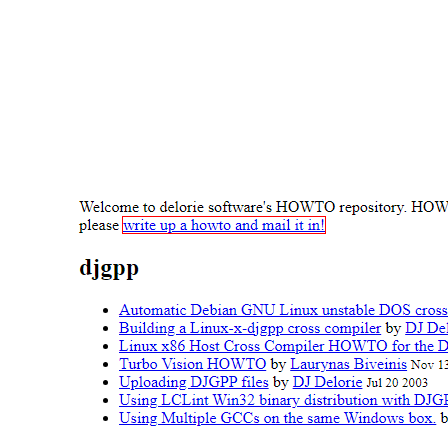 Welcome to delorie software's HOWTO repository. HOW
please write up a howto and mail it in!
djgpp
Automatic Debian GNU Linux unstable DOS cross
Building a Linux-x-djgpp cross compiler by DJ De
Linux x86 Host Cross Compiler HOWTO for the D
Turbo Vision HOWTO by Laurynas Biveinis Nov 13
Uploading DJGPP files by DJ Delorie Jul 20 2003
Using LCLint Win32 binary distribution with DJG
Using Multiple GCCs on the same Windows box. b